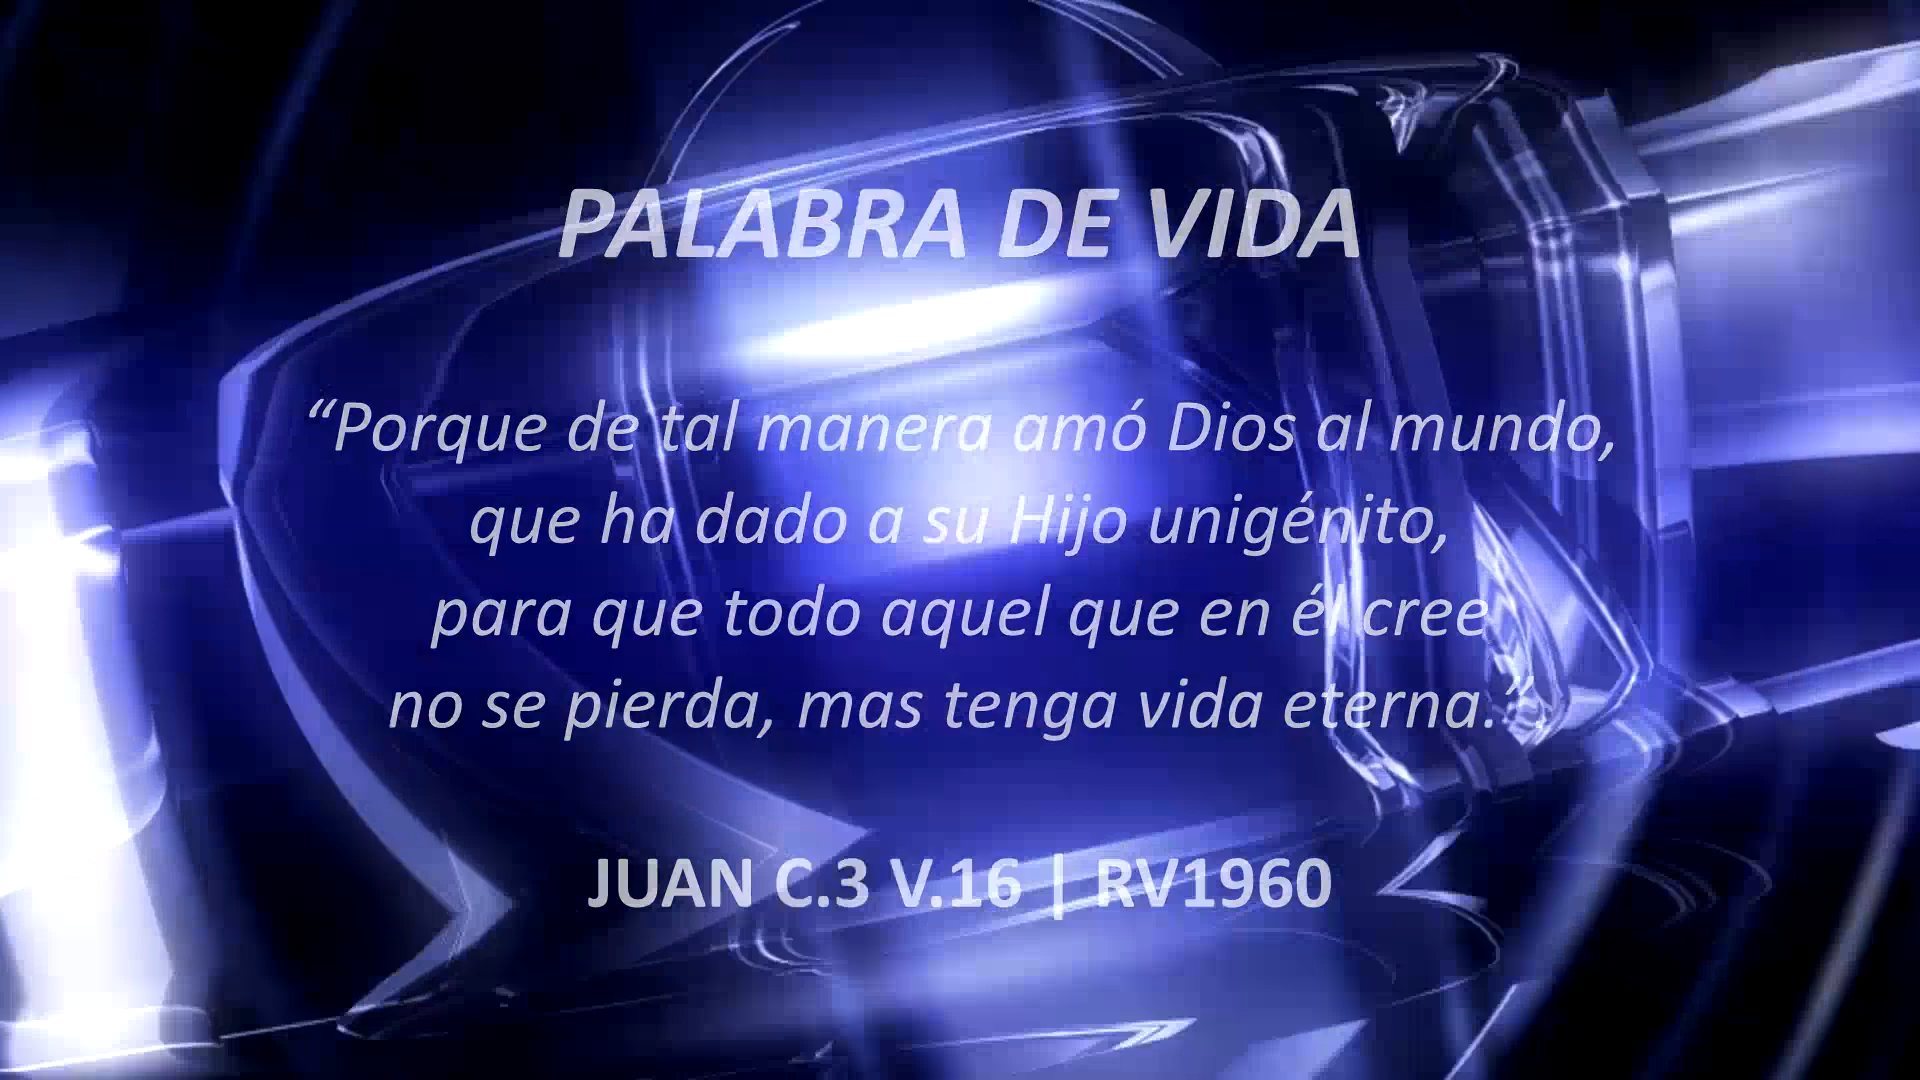 PALABRA DE VIDA
“Porque de tal manera amó Dios al mundo,
que ha dado a su Hijo unigénito,
para que todo aquel que en él cree
no se pierda, mas tenga vida eterna.”.
JUAN C.3 V.16 | RV1960